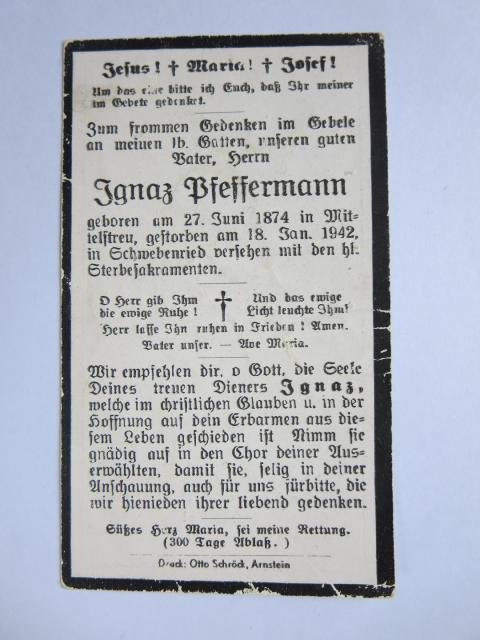 Jesus! † Maria! † Josef!
Um das eine bitte ich Euch, daß Ihr meiner
im Gebete gedenket.
Zum frommen Gedenken im Gebete
an meinen lb. Gatten, unseren guten
Vater, Herrn
Ignaz Pfeffermann
geboren am 27. Juni 1874 in Mit-
telstreu, gestorben am 18. Jan. 1942,
in Schwebenried versehen mit den hl.
Sterbesakramenten.
O Herr gib Ihm
die ewige Ruhe!
†
Und das ewige
Licht leuchte Ihm!
Herr lasse Ihn ruhen in Frieden! Amen.
Vater unser. — Ave Maria.
Wir empfehlen dir, o Gott, die Seele
Deines treuen Dieners Ignaz,
welche im christlichen Glauben u. in der
Hoffnung auf dein Erbarmen aus die-
sem Leben geschieden ist Nimm sie
gnädig auf in den Chor deiner Aus-
erwählten, damit sie, selig in deiner
Anschauung, auch für uns fürbitte, die
wir hienieden ihrer liebend gedenken.
Süßes Herz Maria, sei meine Rettung.
(300 Tage Ablaß.)
Druck: Otto Schröck, Arnstein